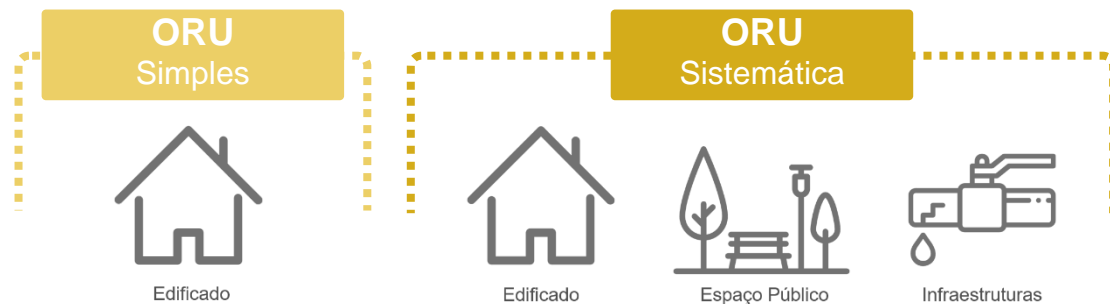 ORU
Simples
ORU
Sistemática
Edificado
Edificado
Espaço Público
Infraestruturas